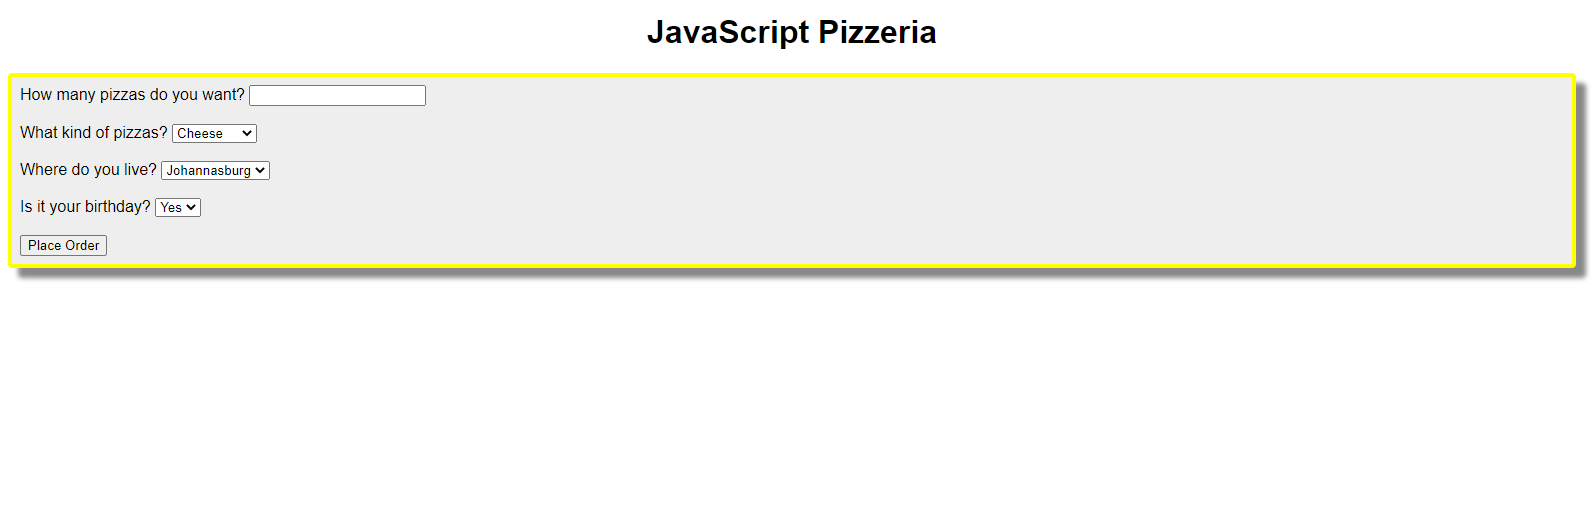 JavaScript Pizzeria
How many pizzas do you want?
What kind of pizzas? Cheese
Where do you live? Johannasburg
Is it your birthday? Yes
Place Order